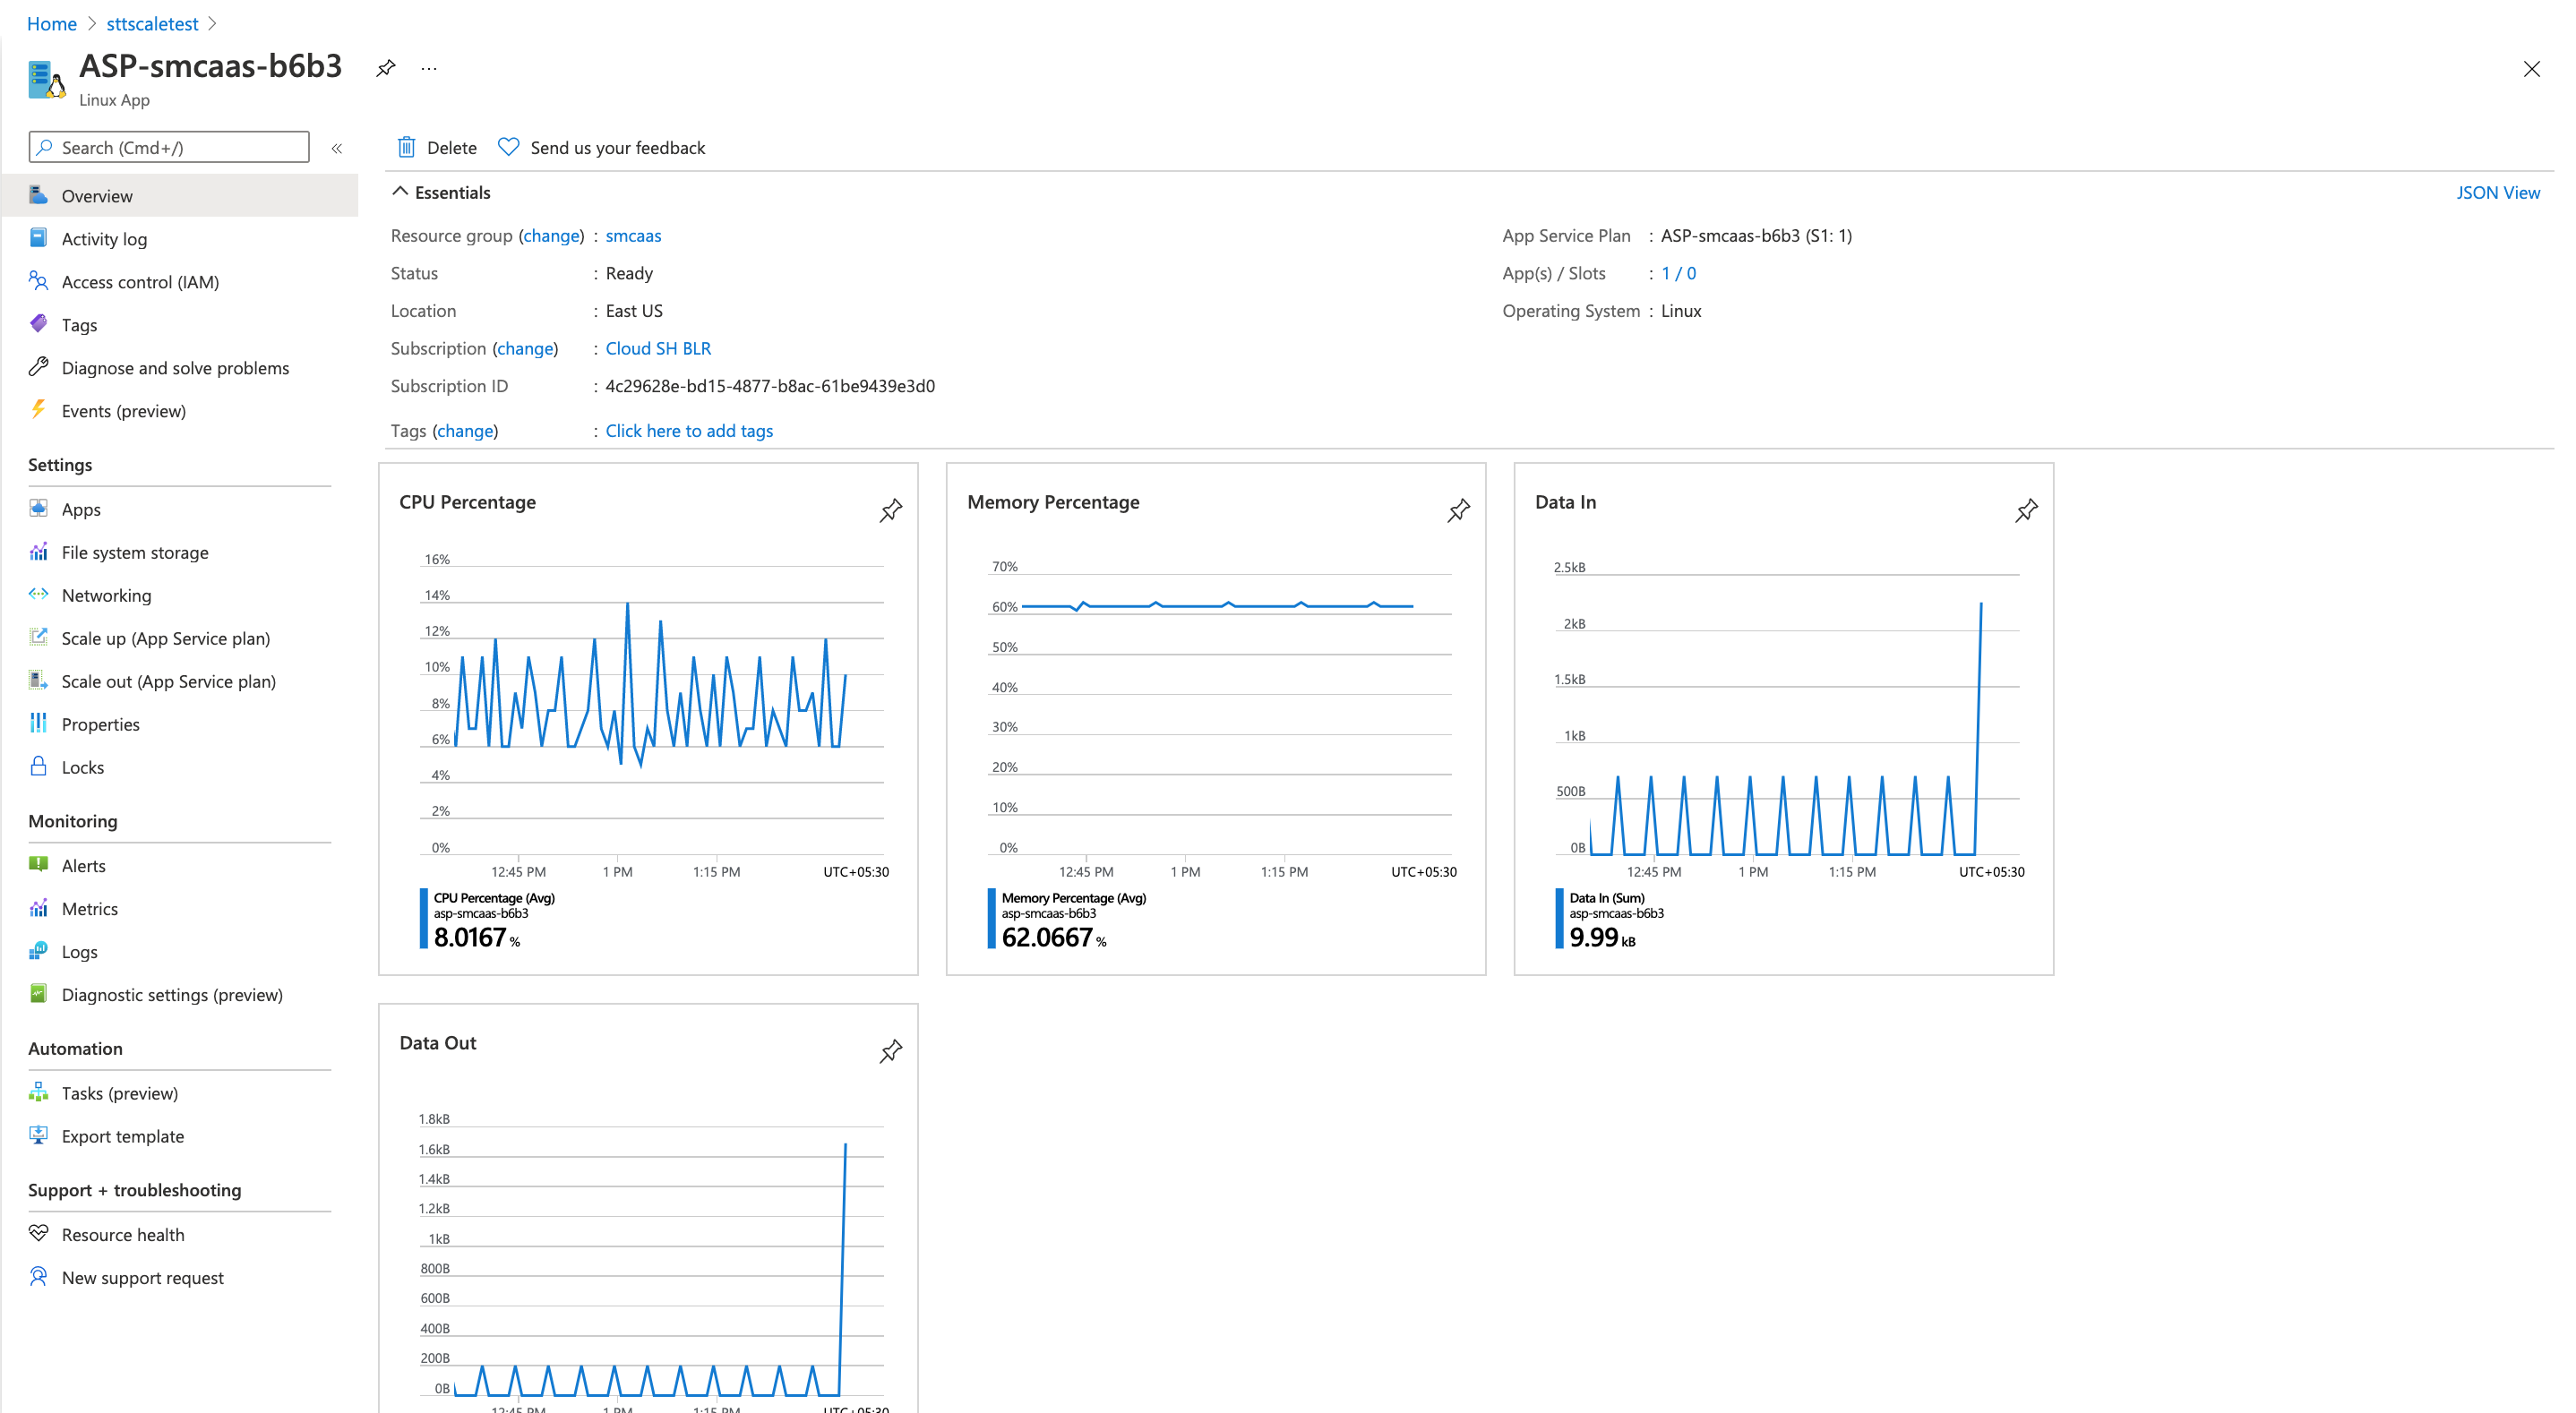 Home > sttscaletest >
ASP-smcaas-b6b3
...
Linux App
Search (Cmd+/)
«
Overview
Activity log
Access control (IAM)
Tags
Diagnose and solve problems
Events (preview)
Settings
Apps
File system storage
Networking
Scale up (App Service plan)
Scale out (App Service plan)
Properties
Locks
Monitoring
Alerts
Metrics
Logs
Diagnostic settings (preview)
Automation
Tasks (preview)
Export template
Support + troubleshooting
Resource health
New support request
Delete
Send us your feedback
Essentials
JSON View
Resource group (change) : smcaas
Status : Ready
Location : East US
Subscription (change) : Cloud SH BLR
Subscription ID : 4c29628e-bd15-4877-b8ac-61be9439e3d0
Tags (change) : Click here to add tags
App Service Plan : ASP-smcaas-b6b3 (S1: 1)
App(s) / Slots : 1 / 0
Operating System : Linux
CPU Percentage
16%
14%
12%
10%
8%
6%
4%
2%
0%
12:45 PM 1 PM 1:15 PM UTC+05:30
CPU Percentage (Avg)
asp-smcaas-b6b3
8.0167 %
Memory Percentage
70%
60%
50%
40%
30%
20%
10%
0%
12:45 PM 1 PM 1:15 PM UTC+05:30
Memory Percentage (Avg)
asp-smcaas-b6b3
62.0667 %
Data In
2.5kB
2kB
1.5kB
1kB
500B
0B
12:45 PM 1 PM 1:15 PM UTC+05:30
Data In (Sum)
asp-smcaas-b6b3
9.99 kB
Data Out
1.8kB
1.6kB
1.4kB
1.2kB
1kB
800B
600B
400B
200B
0B
12:45 PM 1 PM 1:15 PM UTC+05:30